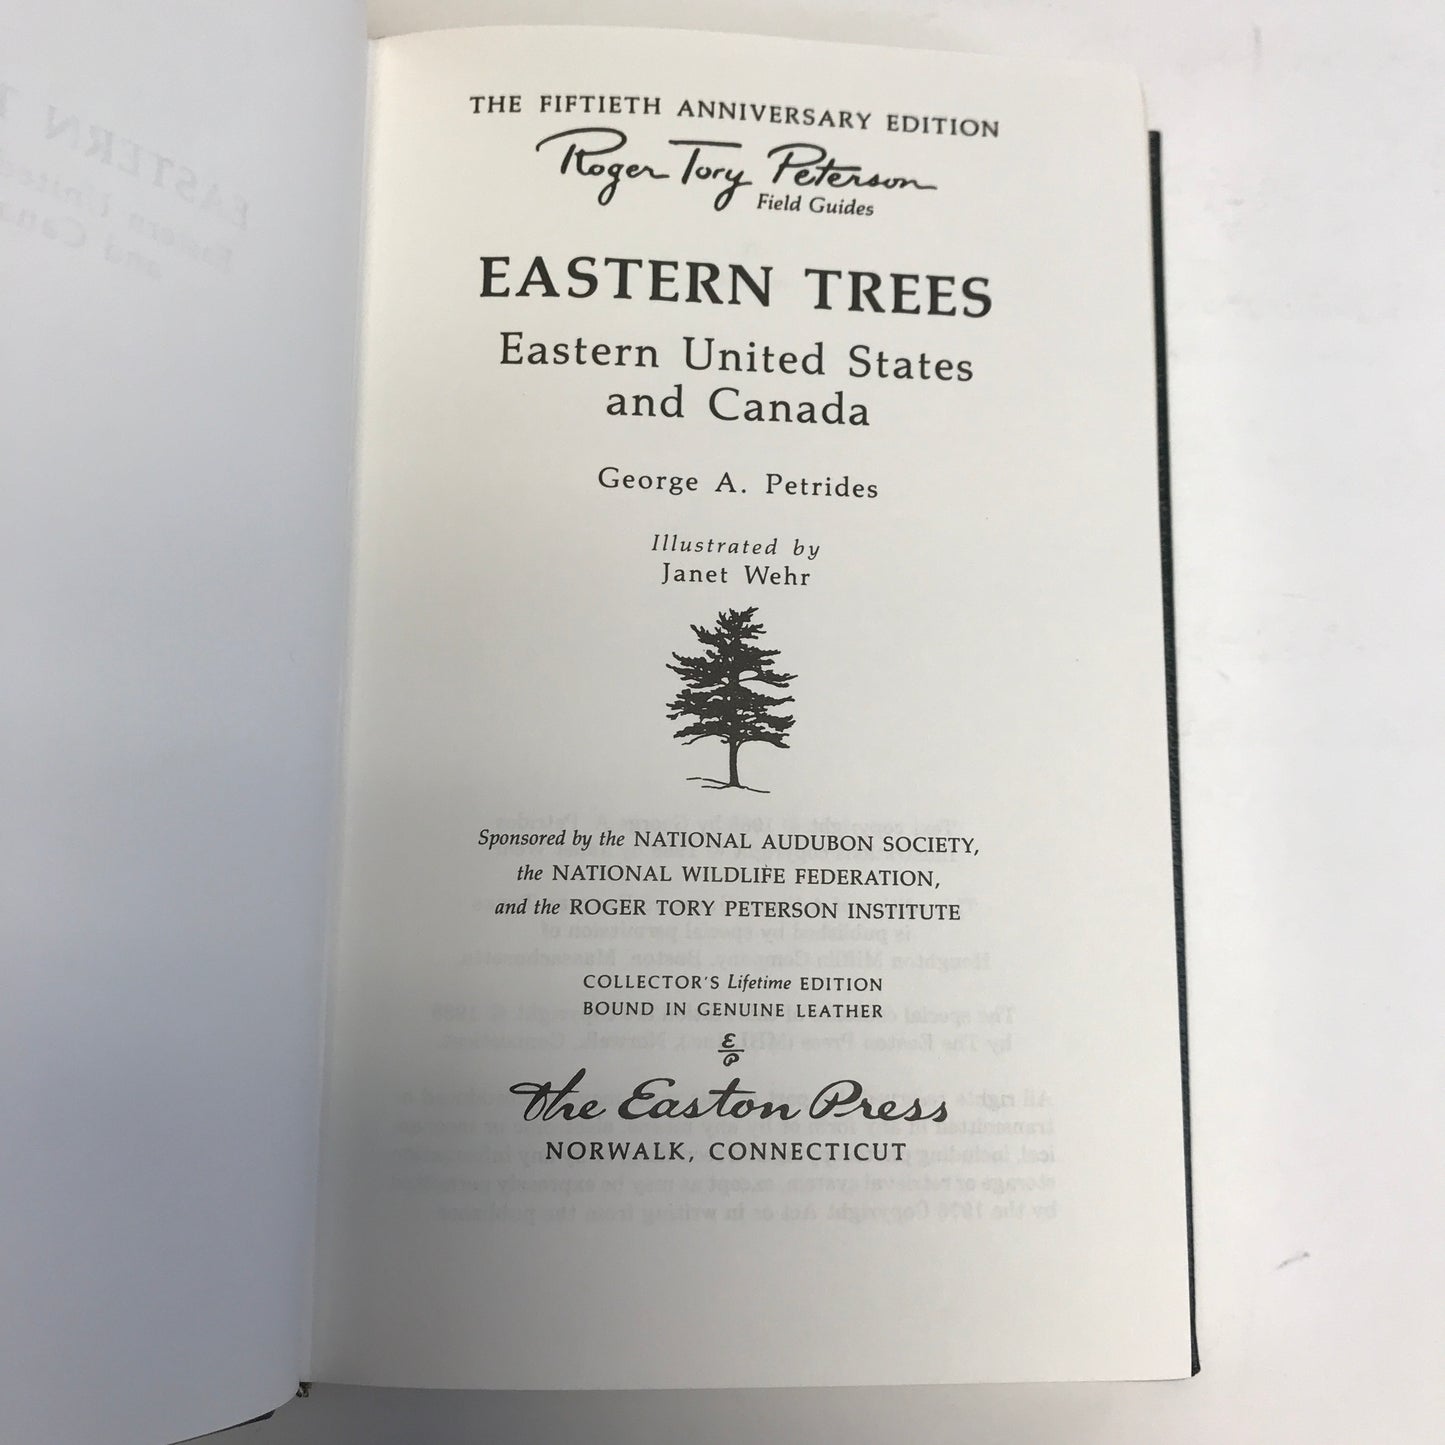 THE FIFTIETH ANNIVERSARY EDITION
Roger Tory Peterson
Field Guides
EASTERN TREES
Eastern United States
and Canada
George A. Petrides
Illustrated by
Janet Wehr
Sponsored by the NATIONAL AUDUBON SOCIETY,
the NATIONAL WILDLIFE FEDERATION,
and the ROGER TORY PETERSON INSTITUTE
COLLECTOR'S Lifetime EDITION
BOUND IN GENUINE LEATHER
E
P
The Easton Press
NORWALK, CONNECTICUT